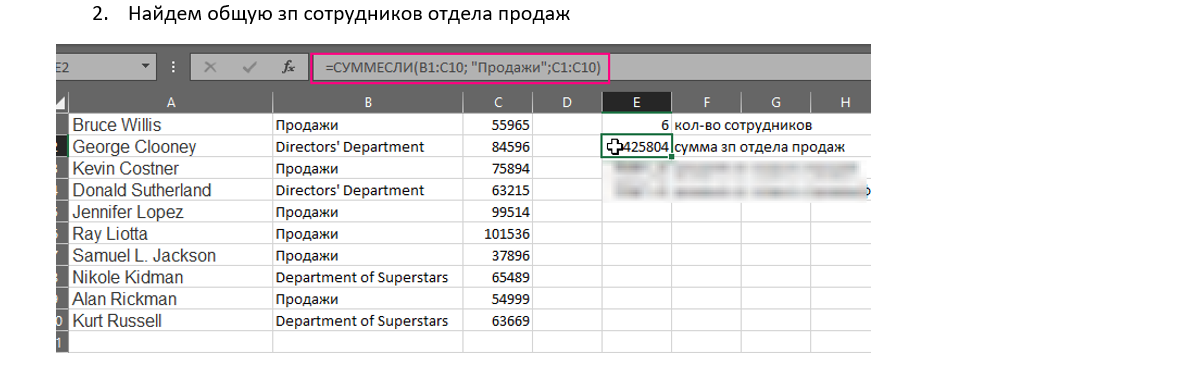 2. Найдем общую зп сотрудников отдела продаж
E2 fx =СУММЕСЛИ(B1:C10; "Продажи";C1:C10)
A B C D E F G H
Bruce Willis Продажи 55965 6 кол-во сотрудников
2 George Clooney Directors' Department 84596 425804 сумма зп отдела продаж
3 Kevin Costner Продажи 75894
4 Donald Sutherland Directors' Department 63215
5 Jennifer Lopez Продажи 99514
6 Ray Liotta Продажи 101536
7 Samuel L. Jackson Продажи 37896
8 Nikole Kidman Department of Superstars 65489
9 Alan Rickman Продажи 54999
0 Kurt Russell Department of Superstars 63669
1